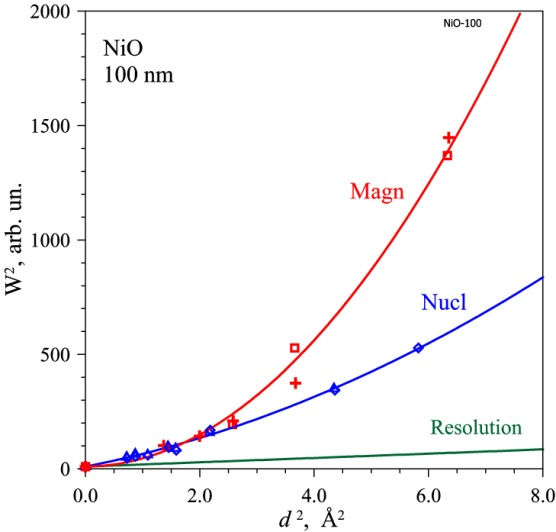 2000
NiO-100
NiO
100 nm
1500
Magn
W², arb. un.
1000
Nucl
500
Resolution
0
0.0 2.0 4.0 6.0 8.0
d ², Å²